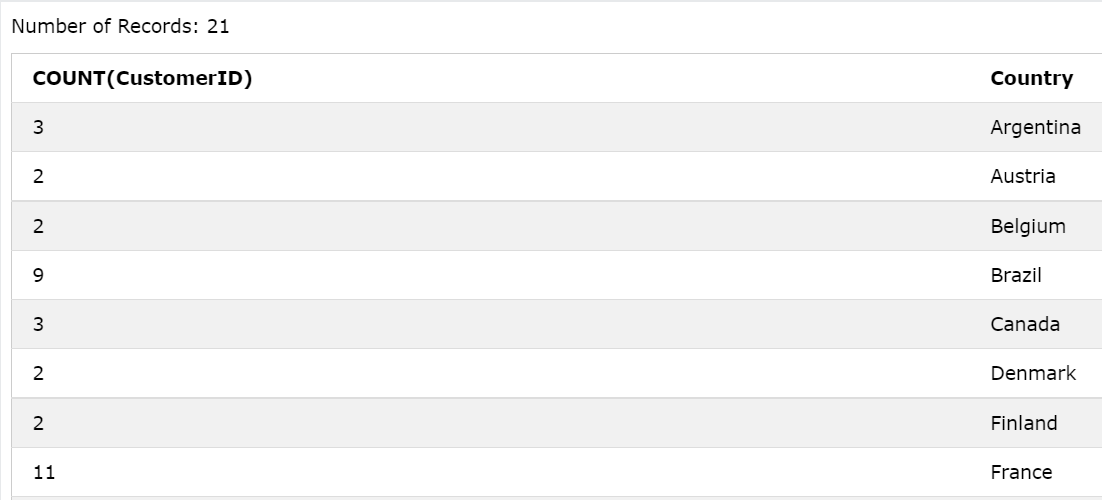 Number of Records: 21
COUNT(CustomerID) Country
3 Argentina
2 Austria
2 Belgium
9 Brazil
3 Canada
2 Denmark
2 Finland
11 France